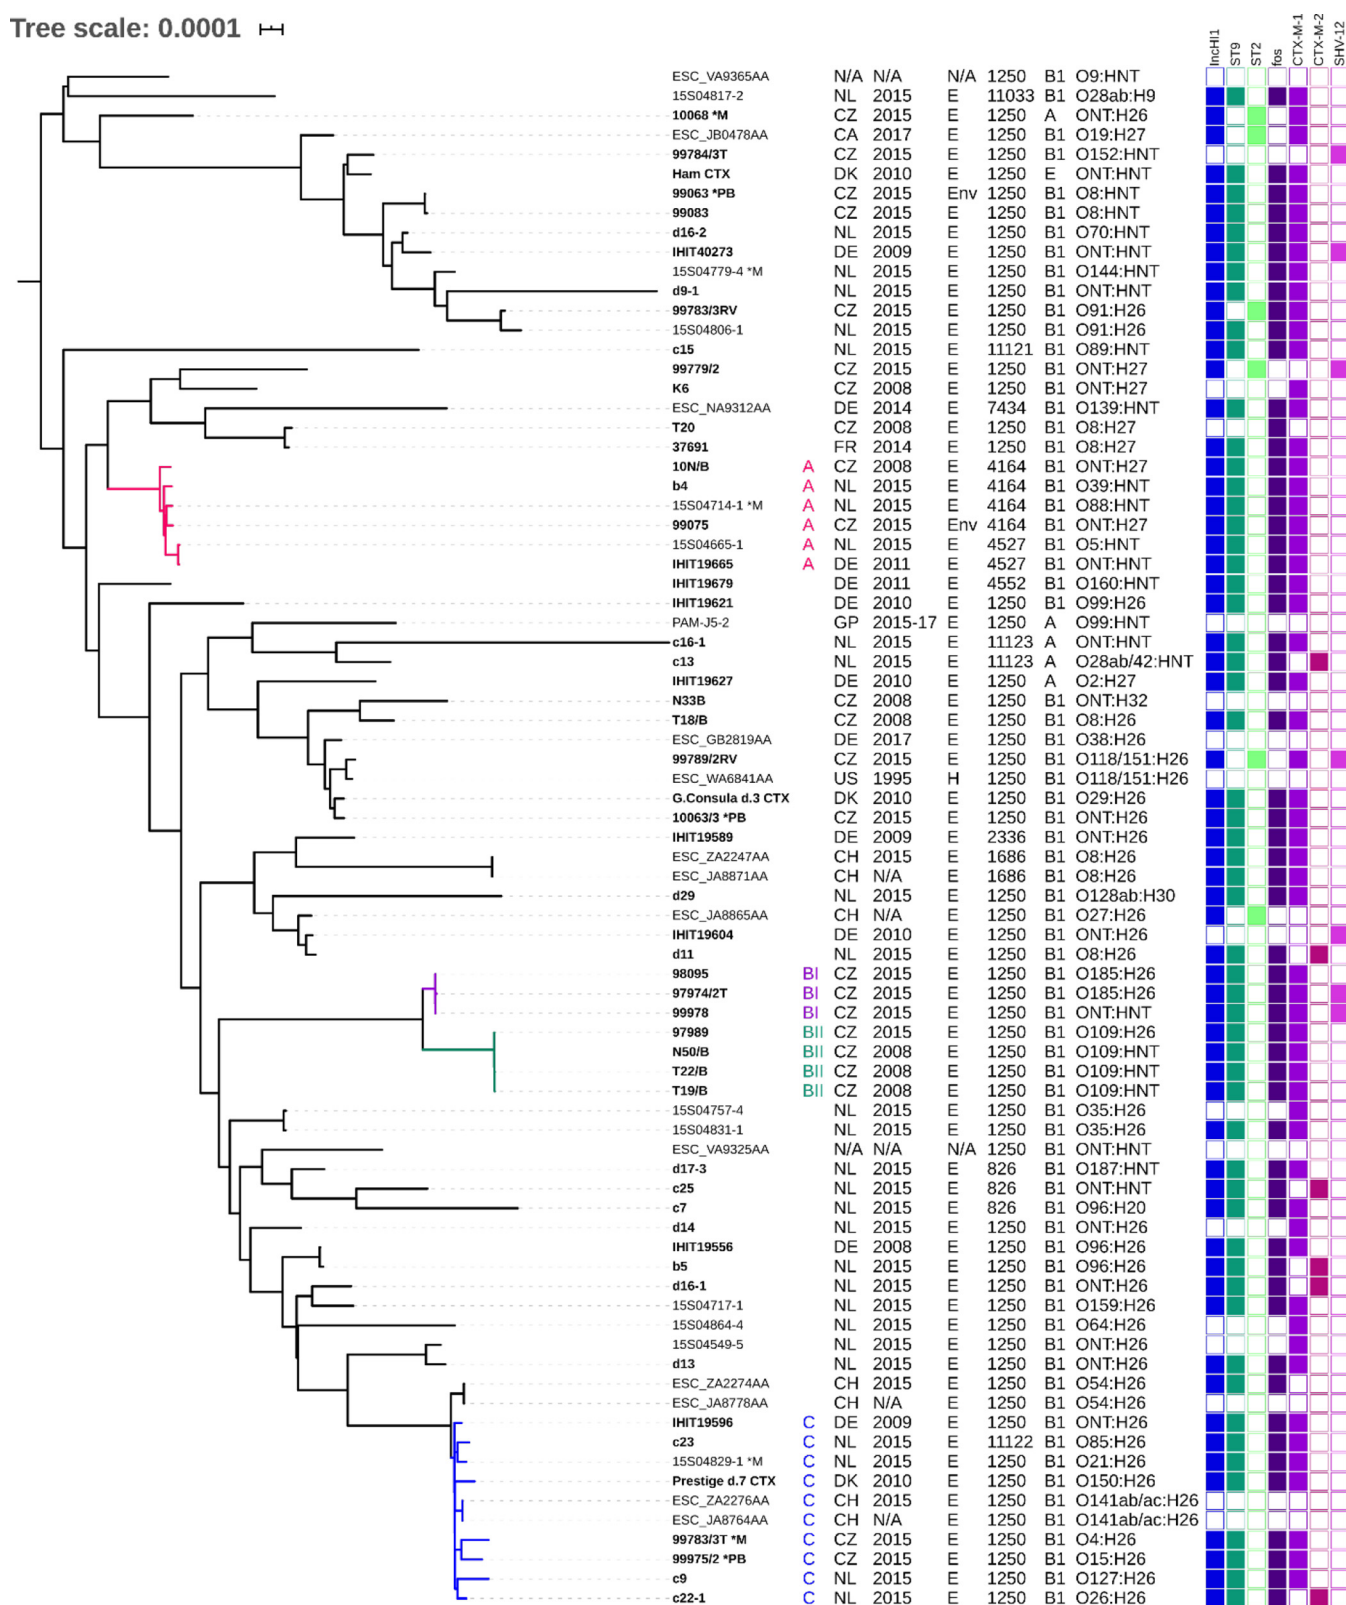 Tree scale: 0.0001
IncHI1 ST9 ST2 fos CTX-M-1 CTX-M-2 SHV-12
ESC_VA9365AA N/A N/A N/A 1250 B1 O9:HNT
15S04817-2 NL 2015 E 11033 B1 O28ab:H9
10068 *M CZ 2015 E 1250 A ONT:H26
ESC_JB0478AA CA 2017 E 1250 B1 O19:H27
99784/3T CZ 2015 E 1250 B1 O152:HNT
Ham CTX DK 2010 E 1250 E ONT:HNT
99063 *PB CZ 2015 Env 1250 B1 O8:HNT
99083 CZ 2015 E 1250 B1 O8:HNT
d16-2 NL 2015 E 1250 B1 O70:HNT
IHIT40273 DE 2009 E 1250 B1 ONT:HNT
15S04779-4 *M NL 2015 E 1250 B1 O144:HNT
d9-1 NL 2015 E 1250 B1 ONT:HNT
99783/3RV CZ 2015 E 1250 B1 O91:H26
15S04806-1 NL 2015 E 1250 B1 O91:H26
c15 NL 2015 E 11121 B1 O89:HNT
99779/2 CZ 2015 E 1250 B1 ONT:H27
K6 CZ 2008 E 1250 B1 ONT:H27
ESC_NA9312AA DE 2014 E 7434 B1 O139:HNT
T20 CZ 2008 E 1250 B1 O8:H27
37691 FR 2014 E 1250 B1 O8:H27
10N/B A CZ 2008 E 4164 B1 ONT:H27
b4 A NL 2015 E 4164 B1 O39:HNT
15S04714-1 *M A NL 2015 E 4164 B1 O88:HNT
99075 A CZ 2015 Env 4164 B1 ONT:H27
15S04665-1 A NL 2015 E 4527 B1 O5:HNT
IHIT19665 A DE 2011 E 4527 B1 ONT:HNT
IHIT19679 DE 2011 E 4552 B1 O160:HNT
IHIT19621 DE 2010 E 1250 B1 O99:H26
PAM-J5-2 GP 2015-17 E 1250 A O99:HNT
c16-1 NL 2015 E 11123 A ONT:HNT
c13 NL 2015 E 11123 A O28ab/42:HNT
IHIT19627 DE 2010 E 1250 A O2:H27
N33B CZ 2008 E 1250 B1 ONT:H32
T18/B CZ 2008 E 1250 B1 O8:H26
ESC_GB2819AA DE 2017 E 1250 B1 O38:H26
99789/2RV CZ 2015 E 1250 B1 O118/151:H26
ESC_WA6841AA US 1995 H 1250 B1 O118/151:H26
G.Consula d.3 CTX DK 2010 E 1250 B1 O29:H26
10063/3 *PB CZ 2015 E 1250 B1 ONT:H26
IHIT19589 DE 2009 E 2336 B1 ONT:H26
ESC_ZA2247AA CH 2015 E 1686 B1 O8:H26
ESC_JA8871AA CH N/A E 1686 B1 O8:H26
d29 NL 2015 E 1250 B1 O128ab:H30
ESC_JA8865AA CH N/A E 1250 B1 O27:H26
IHIT19604 DE 2010 E 1250 B1 ONT:H26
d11 NL 2015 E 1250 B1 O8:H26
98095 BI CZ 2015 E 1250 B1 O185:H26
97974/2T BI CZ 2015 E 1250 B1 O185:H26
99978 BI CZ 2015 E 1250 B1 ONT:HNT
97989 BII CZ 2015 E 1250 B1 O109:H26
N50/B BII CZ 2008 E 1250 B1 O109:HNT
T22/B BII CZ 2008 E 1250 B1 O109:HNT
T19/B BII CZ 2008 E 1250 B1 O109:HNT
15S04757-4 NL 2015 E 1250 B1 O35:H26
15S04831-1 NL 2015 E 1250 B1 O35:H26
ESC_VA9325AA N/A N/A N/A 1250 B1 ONT:HNT
d17-3 NL 2015 E 826 B1 O187:HNT
c25 NL 2015 E 826 B1 ONT:HNT
c7 NL 2015 E 826 B1 O96:H20
d14 NL 2015 E 1250 B1 ONT:H26
IHIT19556 DE 2008 E 1250 B1 O96:H26
b5 NL 2015 E 1250 B1 O96:H26
d16-1 NL 2015 E 1250 B1 ONT:H26
15S04717-1 NL 2015 E 1250 B1 O159:H26
15S04864-4 NL 2015 E 1250 B1 O64:H26
15S04549-5 NL 2015 E 1250 B1 ONT:H26
d13 NL 2015 E 1250 B1 ONT:H26
ESC_ZA2274AA CH 2015 E 1250 B1 O54:H26
ESC_JA8778AA CH N/A E 1250 B1 O54:H26
IHIT19596 C DE 2009 E 1250 B1 ONT:H26
c23 C NL 2015 E 11122 B1 O85:H26
15S04829-1 *M C NL 2015 E 1250 B1 O21:H26
Prestige d.7 CTX C DK 2010 E 1250 B1 O150:H26
ESC_ZA2276AA C CH 2015 E 1250 B1 O141ab/ac:H26
ESC_JA8764AA C CH N/A E 1250 B1 O141ab/ac:H26
99783/3T *M C CZ 2015 E 1250 B1 O4:H26
99975/2 *PB C CZ 2015 E 1250 B1 O15:H26
c9 C NL 2015 E 1250 B1 O127:H26
c22-1 C NL 2015 E 1250 B1 O26:H26